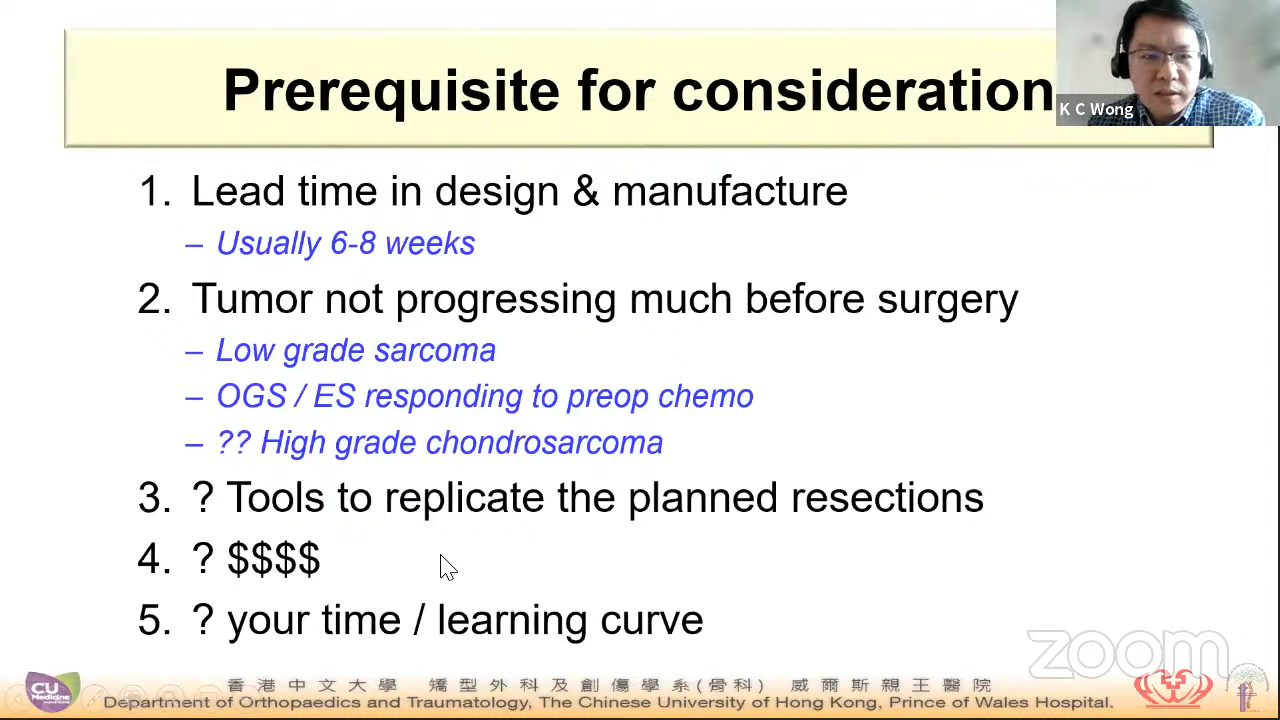 Prerequisite for consideration
K C Wong
1. Lead time in design & manufacture
– Usually 6-8 weeks
2. Tumor not progressing much before surgery
– Low grade sarcoma
– OGS / ES responding to preop chemo
– ?? High grade chondrosarcoma
3. ? Tools to replicate the planned resections
4. ? $$$$
5. ? your time / learning curve
zoom
CU
Medicine
香港中文大學 矯型外科及創傷學系(骨科) 威爾斯親王醫院
Department of Orthopaedics and Traumatology, The Chinese University of Hong Kong, Prince of Wales Hospital.